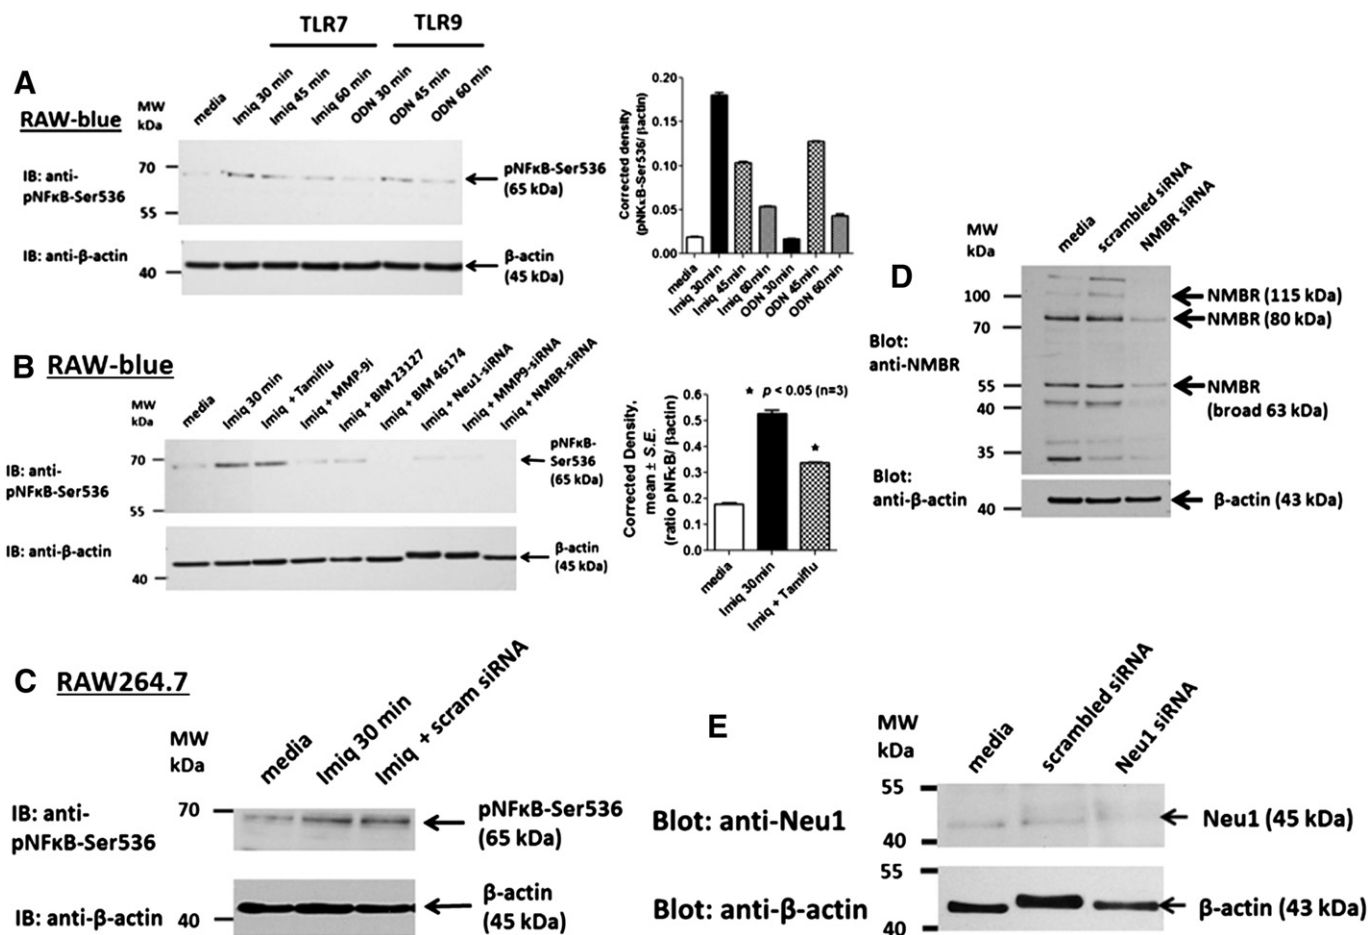 TLR7
TLR9
A
RAW-blue
MW
kDa
media
Imiq 30 min
Imiq 45 min
Imiq 60 min
ODN 30 min
ODN 45 min
ODN 60 min
IB: anti-
pNFκB-Ser536
70
55
pNFκB-Ser536
(65 kDa)
IB: anti-β-actin
40
β-actin
(45 kDa)
Corrected density
(pNKκB-Ser536/ βactin)
0.20
0.15
0.10
0.05
0.00
media
Imiq 30min
Imiq 45min
Imiq 60min
ODN 30min
ODN 45min
ODN 60min
B
RAW-blue
MW
kDa
media
Imiq 30 min
Imiq + Tamiflu
Imiq + MMP-9i
Imiq + BIM 23127
Imiq + BIM 46174
Imiq + Neu1-siRNA
Imiq + MMP9-siRNA
Imiq + NMBR-siRNA
IB: anti-
pNFκB-Ser536
70
55
pNFκB-
Ser536
(65 kDa)
IB: anti-β-actin
40
β-actin
(45 kDa)
Corrected Density,
mean ± S.E.
(ratio pNFκB/ βactin)
* p < 0.05 (n=3)
0.6
0.5
0.4
0.3
0.2
0.1
0.0
*
media
Imiq 30min
Imiq + Tamiflu
C
RAW264.7
MW
kDa
media
Imiq 30 min
Imiq + scram siRNA
IB: anti-
pNFκB-Ser536
70
pNFκB-Ser536
(65 kDa)
IB: anti-β-actin
40
β-actin
(45 kDa)
D
MW
kDa
media
scrambled siRNA
NMBR siRNA
Blot:
anti-NMBR
100
70
55
40
35
NMBR (115 kDa)
NMBR (80 kDa)
NMBR
(broad 63 kDa)
Blot:
anti-β-actin
40
β-actin (43 kDa)
E
MW
kDa
media
scrambled siRNA
Neu1 siRNA
Blot: anti-Neu1
55
40
Neu1 (45 kDa)
Blot: anti-β-actin
55
40
β-actin (43 kDa)